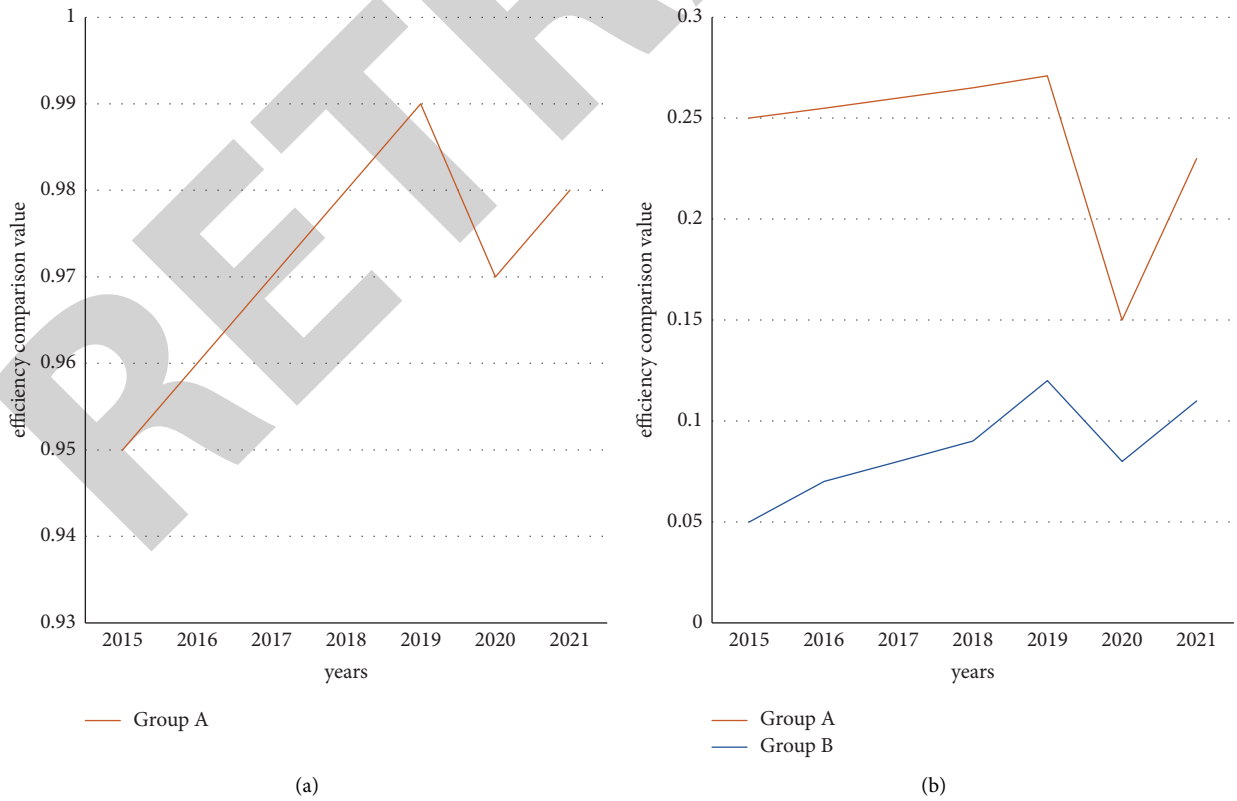 1
0.99
0.98
0.97
0.96
0.95
0.94
0.93
efficiency comparison value
2015 2016 2017 2018 2019 2020 2021
years
Group A
(a)
0.3
0.25
0.2
0.15
0.1
0.05
0
efficiency comparison value
2015 2016 2017 2018 2019 2020 2021
years
Group A
Group B
(b)
RETR